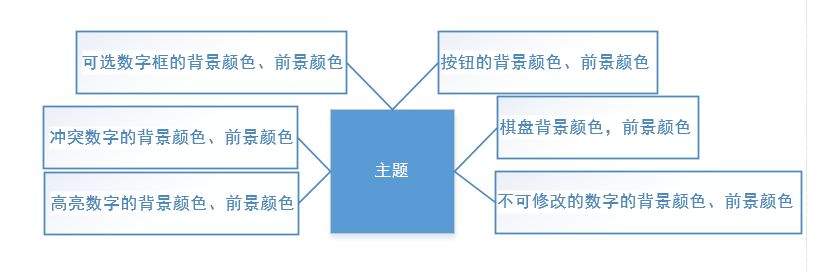 可选数字框的背景颜色、前景颜色
按钮的背景颜色、前景颜色
冲突数字的背景颜色、前景颜色
棋盘背景颜色，前景颜色
主题
高亮数字的背景颜色、前景颜色
不可修改的数字的背景颜色、前景颜色